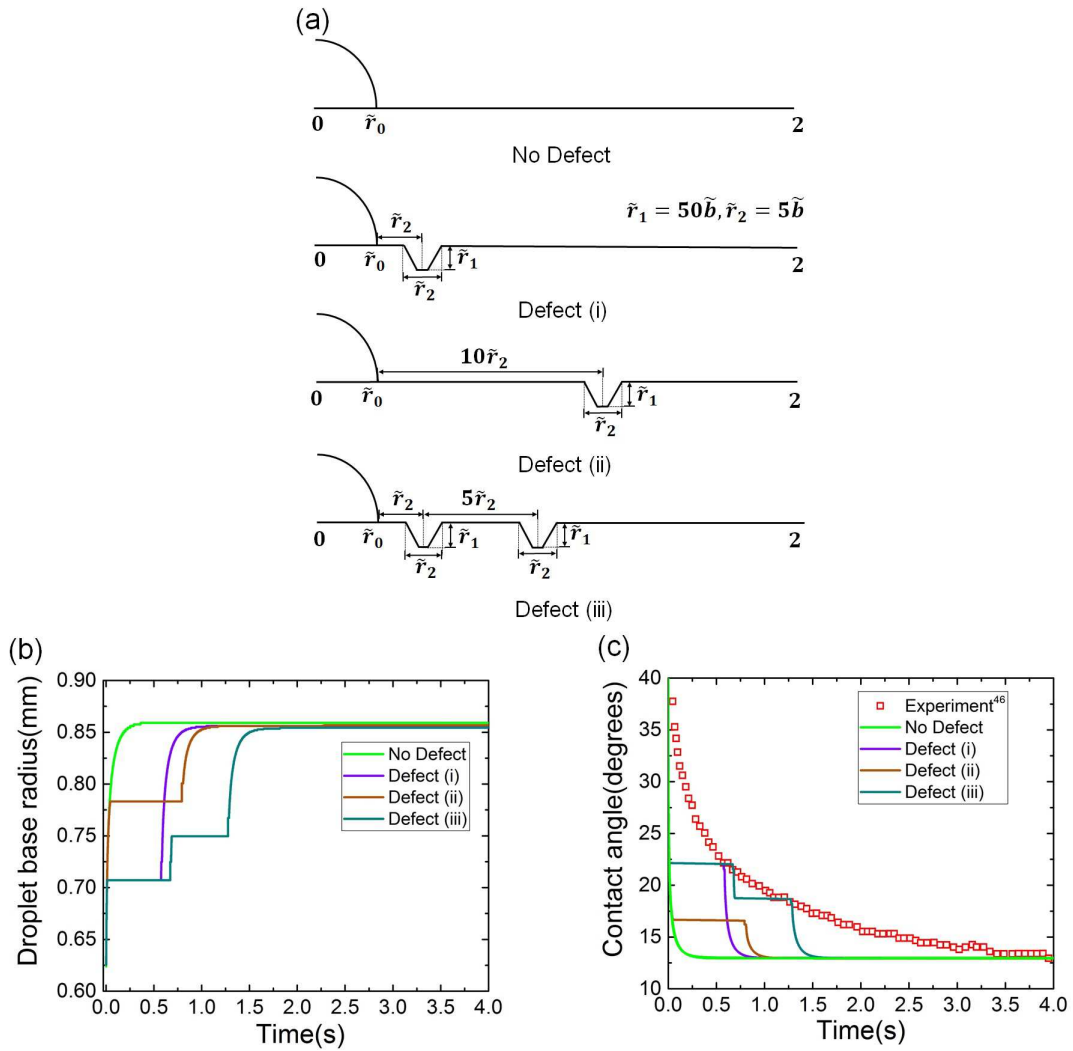 (a)
0 r̃₀ 2
No Defect
r̃₁ = 50b̃, r̃₂ = 5b̃
r̃₂
r̃₁
0 r̃₀ 2
r̃₂
Defect (i)
10r̃₂
r̃₁
0 r̃₀ 2
r̃₂
Defect (ii)
r̃₂ 5r̃₂
r̃₁ r̃₁
0 r̃₀ 2
r̃₂ r̃₂
Defect (iii)
(b)
Droplet base radius(mm)
0.90
0.85
0.80
0.75
0.70
0.65
0.60
No Defect
Defect (i)
Defect (ii)
Defect (iii)
0.0 0.5 1.0 1.5 2.0 2.5 3.0 3.5 4.0
Time(s)
(c)
Contact angle(degrees)
40
35
30
25
20
15
10
Experiment⁴⁶
No Defect
Defect (i)
Defect (ii)
Defect (iii)
0.0 0.5 1.0 1.5 2.0 2.5 3.0 3.5 4.0
Time(s)